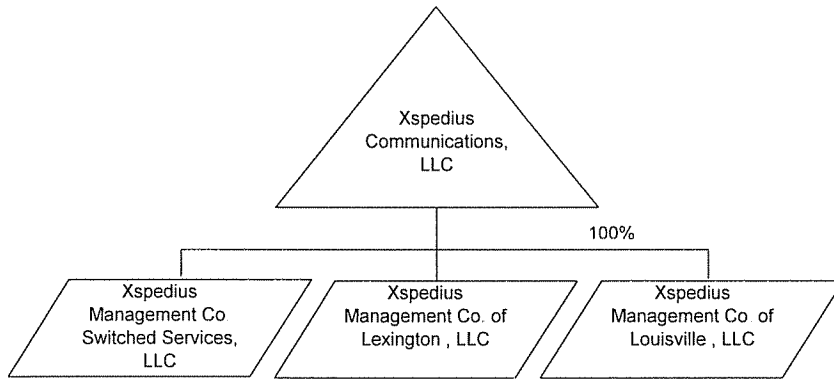 Xspedius
Communications,
LLC
100%
Xspedius
Management Co.
Switched Services,
LLC
Xspedius
Management Co. of
Lexington , LLC
Xspedius
Management Co. of
Louisville , LLC